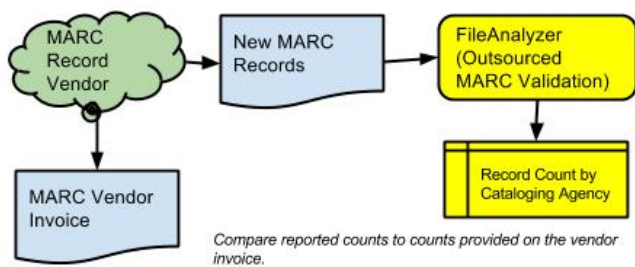 MARC
Record
Vendor
New MARC
Records
FileAnalyzer
(Outsourced
MARC Validation)
MARC Vendor
Invoice
Record Count by
Cataloging Agency
Compare reported counts to counts provided on the vendor
invoice.